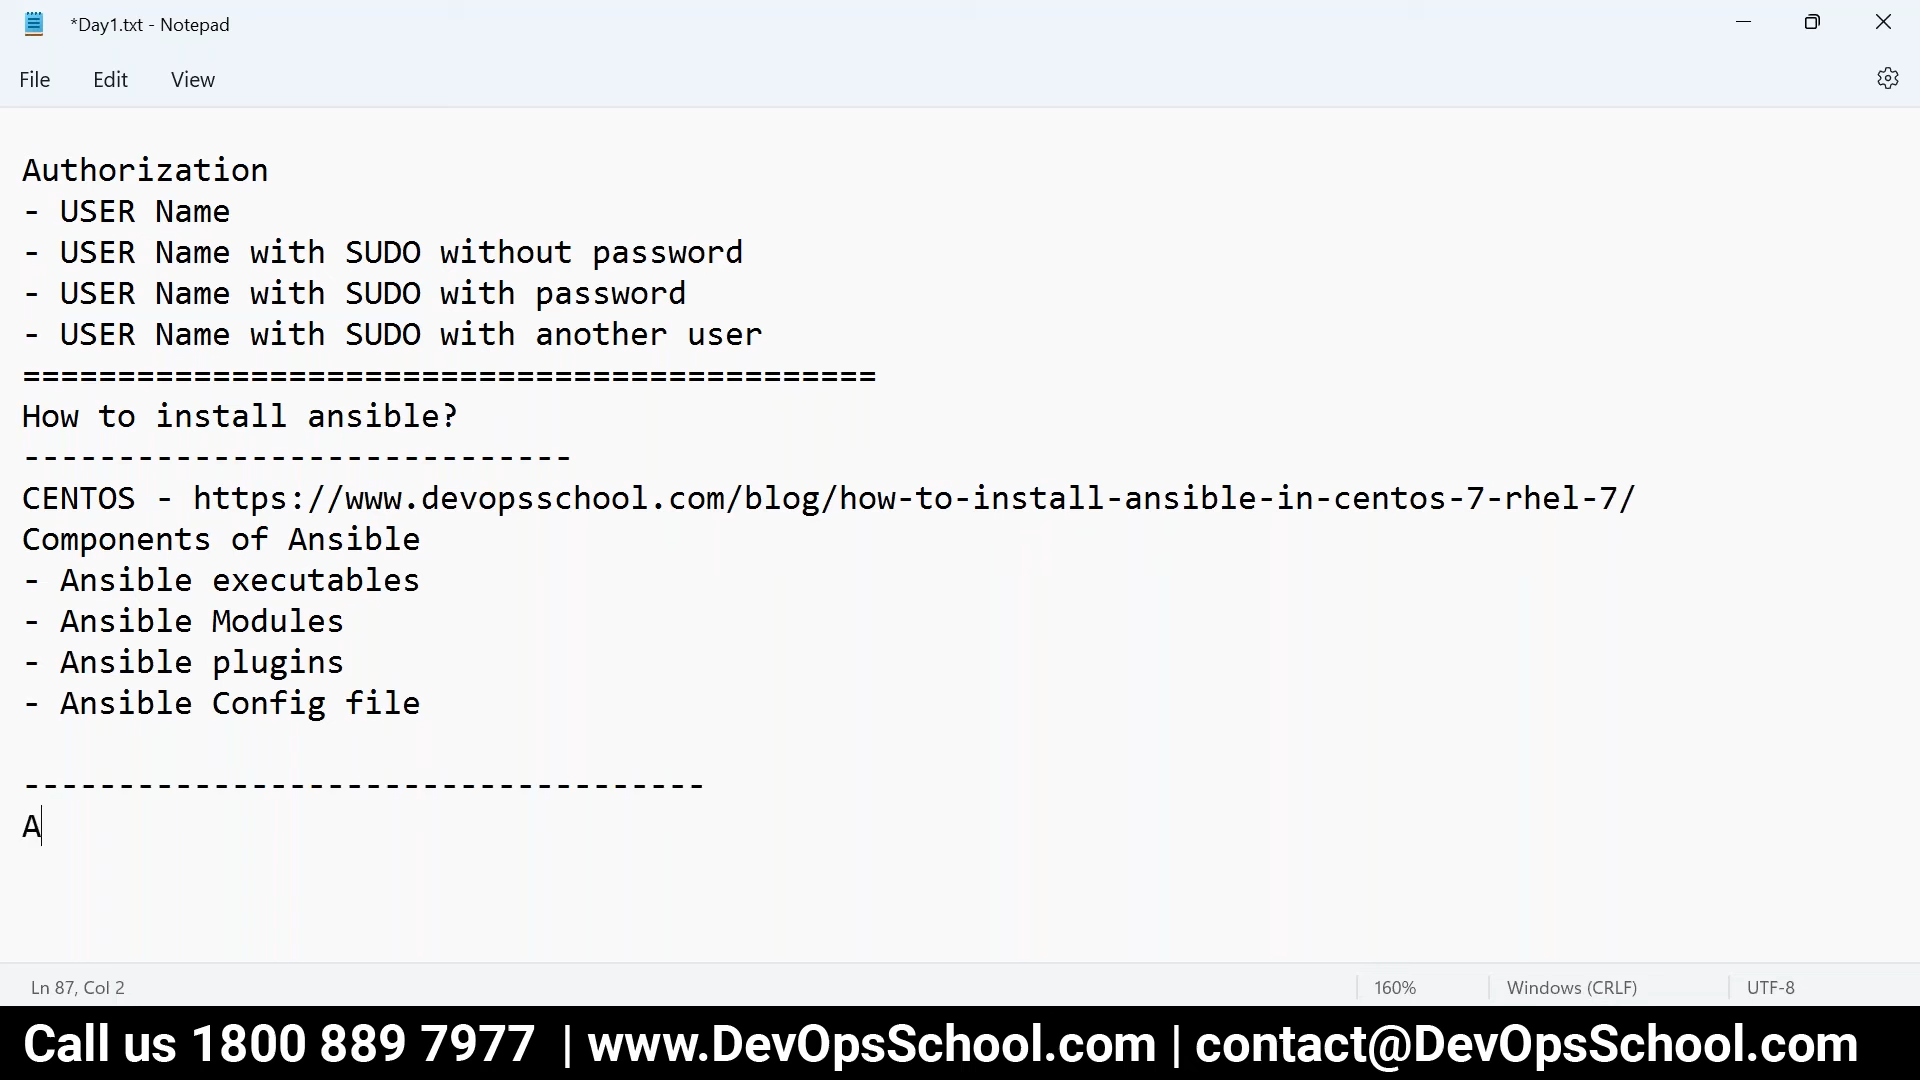 *Day1.txt - Notepad
File Edit View
Authorization
- USER Name
- USER Name with SUDO without password
- USER Name with SUDO with password
- USER Name with SUDO with another user
=============================================
How to install ansible?
-----------------------------
CENTOS - https://www.devopsschool.com/blog/how-to-install-ansible-in-centos-7-rhel-7/
Components of Ansible
- Ansible executables
- Ansible Modules
- Ansible plugins
- Ansible Config file
------------------------------------
A
Ln 87, Col 2 160% Windows (CRLF) UTF-8
Call us 1800 889 7977 | www.DevOpsSchool.com | contact@DevOpsSchool.com